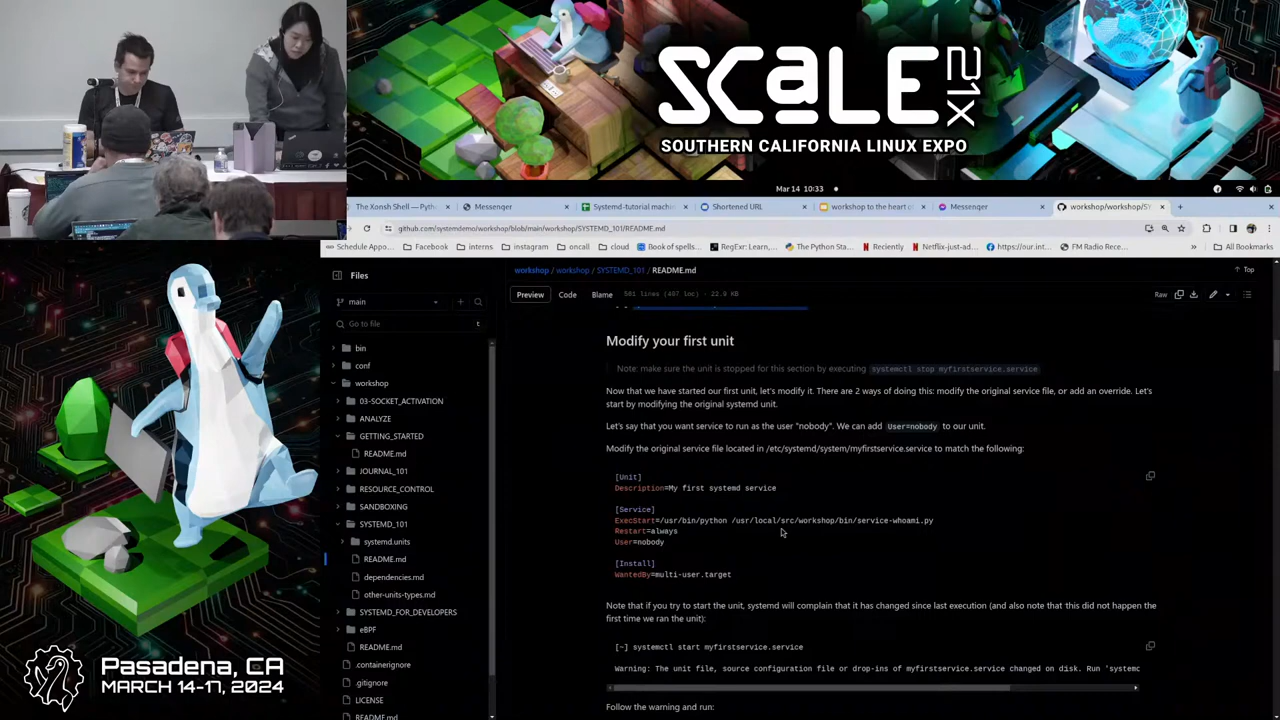 SCALE 21X
SOUTHERN CALIFORNIA LINUX EXPO
Mar 14 10:33
The Xonsh Shell — Pyth
Messenger
Systemd-tutorial machin
Shortened URL
workshop to the heart of
Messenger
workshop/workshop/SY
github.com/systemdemo/workshop/blob/main/workshop/SYSTEMD_101/README.md
Schedule Appo...
Facebook
interns
instagram
oncall
cloud
Book of spells...
RegExr: Learn,...
The Python Sta...
Reciently
Netflix-just-ad...
https://our.int...
FM Radio Rece...
All Bookmarks
Files
workshop / workshop / SYSTEMD_101 / README.md
Top
main
Preview
Code
Blame
581 lines (407 loc) · 22.9 KB
Raw
Go to file
t
bin
conf
workshop
03-SOCKET_ACTIVATION
ANALYZE
GETTING_STARTED
README.md
JOURNAL_101
RESOURCE_CONTROL
SANDBOXING
SYSTEMD_101
systemd.units
README.md
dependencies.md
other-units-types.md
SYSTEMD_FOR_DEVELOPERS
eBPF
README.md
.containerignore
.gitignore
LICENSE
README.md
Modify your first unit
Note: make sure the unit is stopped for this section by executing systemctl stop myfirstservice.service
Now that we have started our first unit, let's modify it. There are 2 ways of doing this: modify the original service file, or add an override. Let's
start by modifying the original systemd unit.
Let's say that you want service to run as the user "nobody". We can add User=nobody to our unit.
Modify the original service file located in /etc/systemd/system/myfirstservice.service to match the following:
[Unit]
Description=My first systemd service
[Service]
ExecStart=/usr/bin/python /usr/local/src/workshop/bin/service-whoami.py
Restart=always
User=nobody
[Install]
WantedBy=multi-user.target
Note that if you try to start the unit, systemd will complain that it has changed since last execution (and also note that this did not happen the
first time we ran the unit):
[~] systemctl start myfirstservice.service
Warning: The unit file, source configuration file or drop-ins of myfirstservice.service changed on disk. Run 'systemc
Follow the warning and run:
Pasadena, CA
MARCH 14-17, 2024